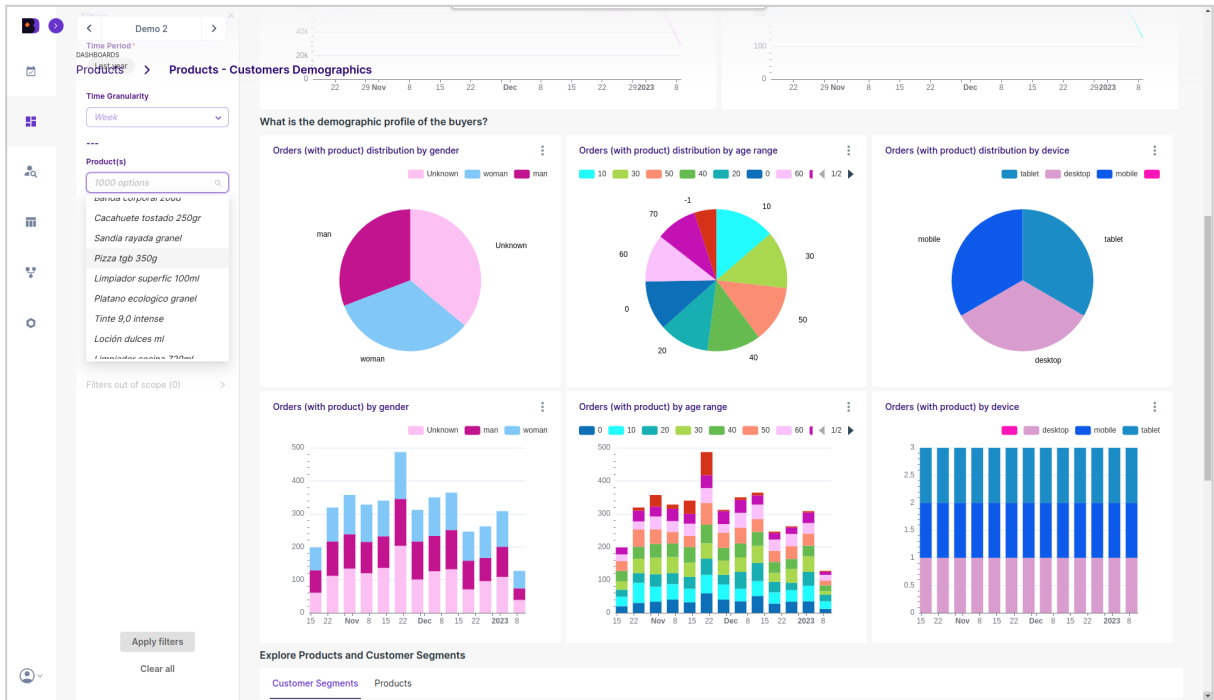 Demo 2
Time Period*
DASHBOARDS
Last year
Products > Products - Customers Demographics
Time Granularity
Week
---
Product(s)
1000 options
Banda corporal 20ud
Cacahuete tostado 250gr
Sandia rayada granel
Pizza tgb 350g
Limpiador superfic 100ml
Platano ecologico granel
Tinte 9,0 intense
Loción dulces ml
Limpiador cocina 720ml
Filters out of scope (0)
Apply filters
Clear all
40k
20k
0
22 29 Nov 8 15 22 Dec 8 15 22 29 2023 8
100
0
22 29 Nov 8 15 22 Dec 8 15 22 29 2023 8
What is the demographic profile of the buyers?
Orders (with product) distribution by gender
Unknown woman man
man
Unknown
woman
Orders (with product) distribution by age range
10 30 50 40 20 0 60 1/2
-1
10
70
30
60
50
0
40
20
Orders (with product) distribution by device
tablet desktop mobile
mobile
tablet
desktop
Orders (with product) by gender
Unknown man woman
500
400
300
200
100
0
15 22 Nov 8 15 22 Dec 8 15 22 2023 8
Orders (with product) by age range
0 10 20 30 40 50 60 1/2
500
400
300
200
100
0
15 22 Nov 8 15 22 Dec 8 15 22 2023 8
Orders (with product) by device
desktop mobile tablet
3
2.5
2
1.5
1
0.5
0
15 22 Nov 8 15 22 Dec 8 15 22 2023 8
Explore Products and Customer Segments
Customer Segments Products